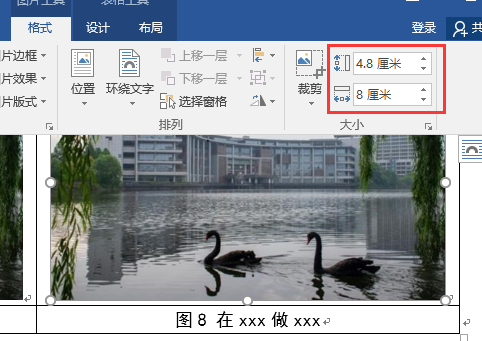 图片工具 表格工具
格式 设计 布局 登录 共
片边框
片效果
片版式
位置 环绕文字
上移一层
下移一层
选择窗格
裁剪
4.8 厘米
8 厘米
排列 大小
图8 在 xxx 做 xxx